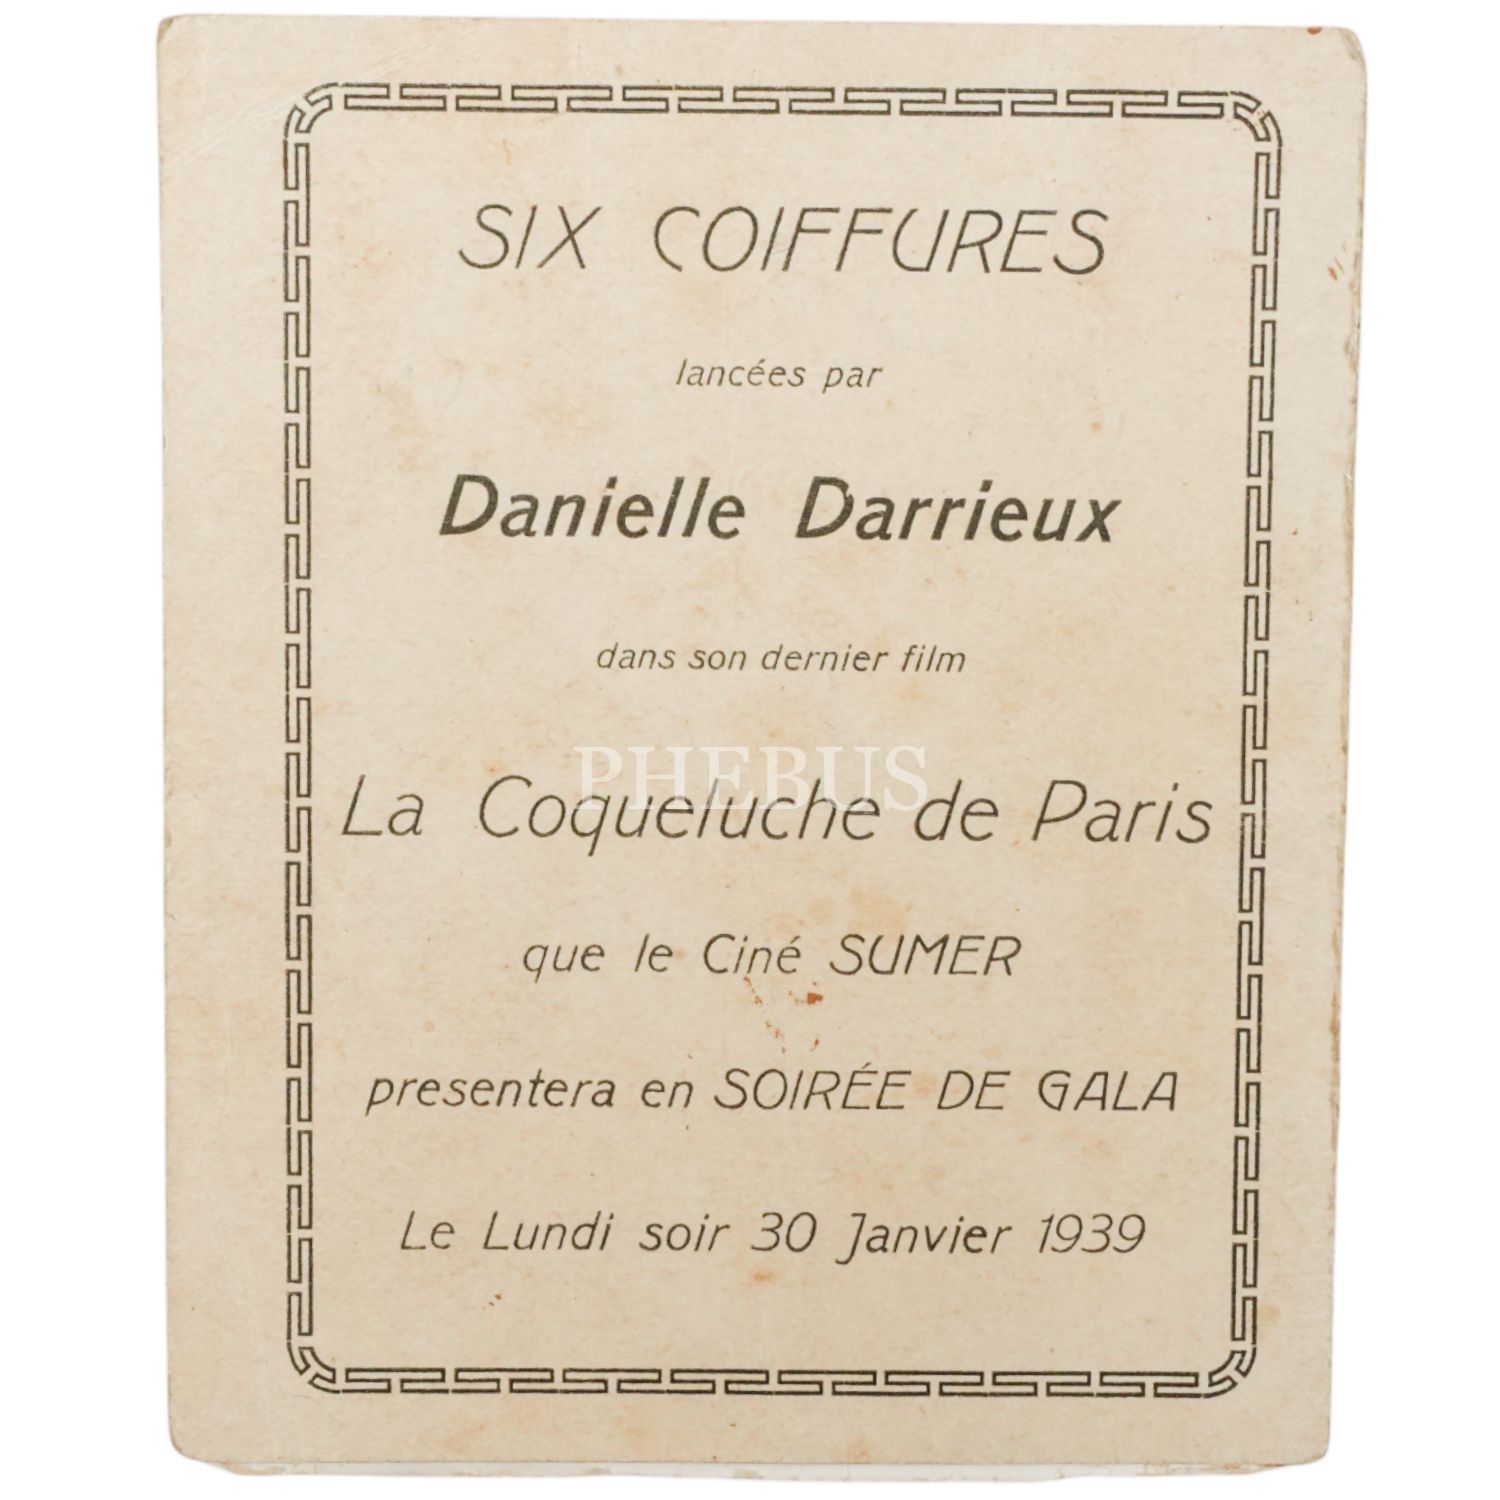 SIX COIFFURES
lancées par
Danielle Darrieux
dans son dernier film
PHEBUS
La Coqueluche de Paris
que le Ciné SUMER
presentera en SOIRÉE DE GALA
Le Lundi soir 30 Janvier 1939